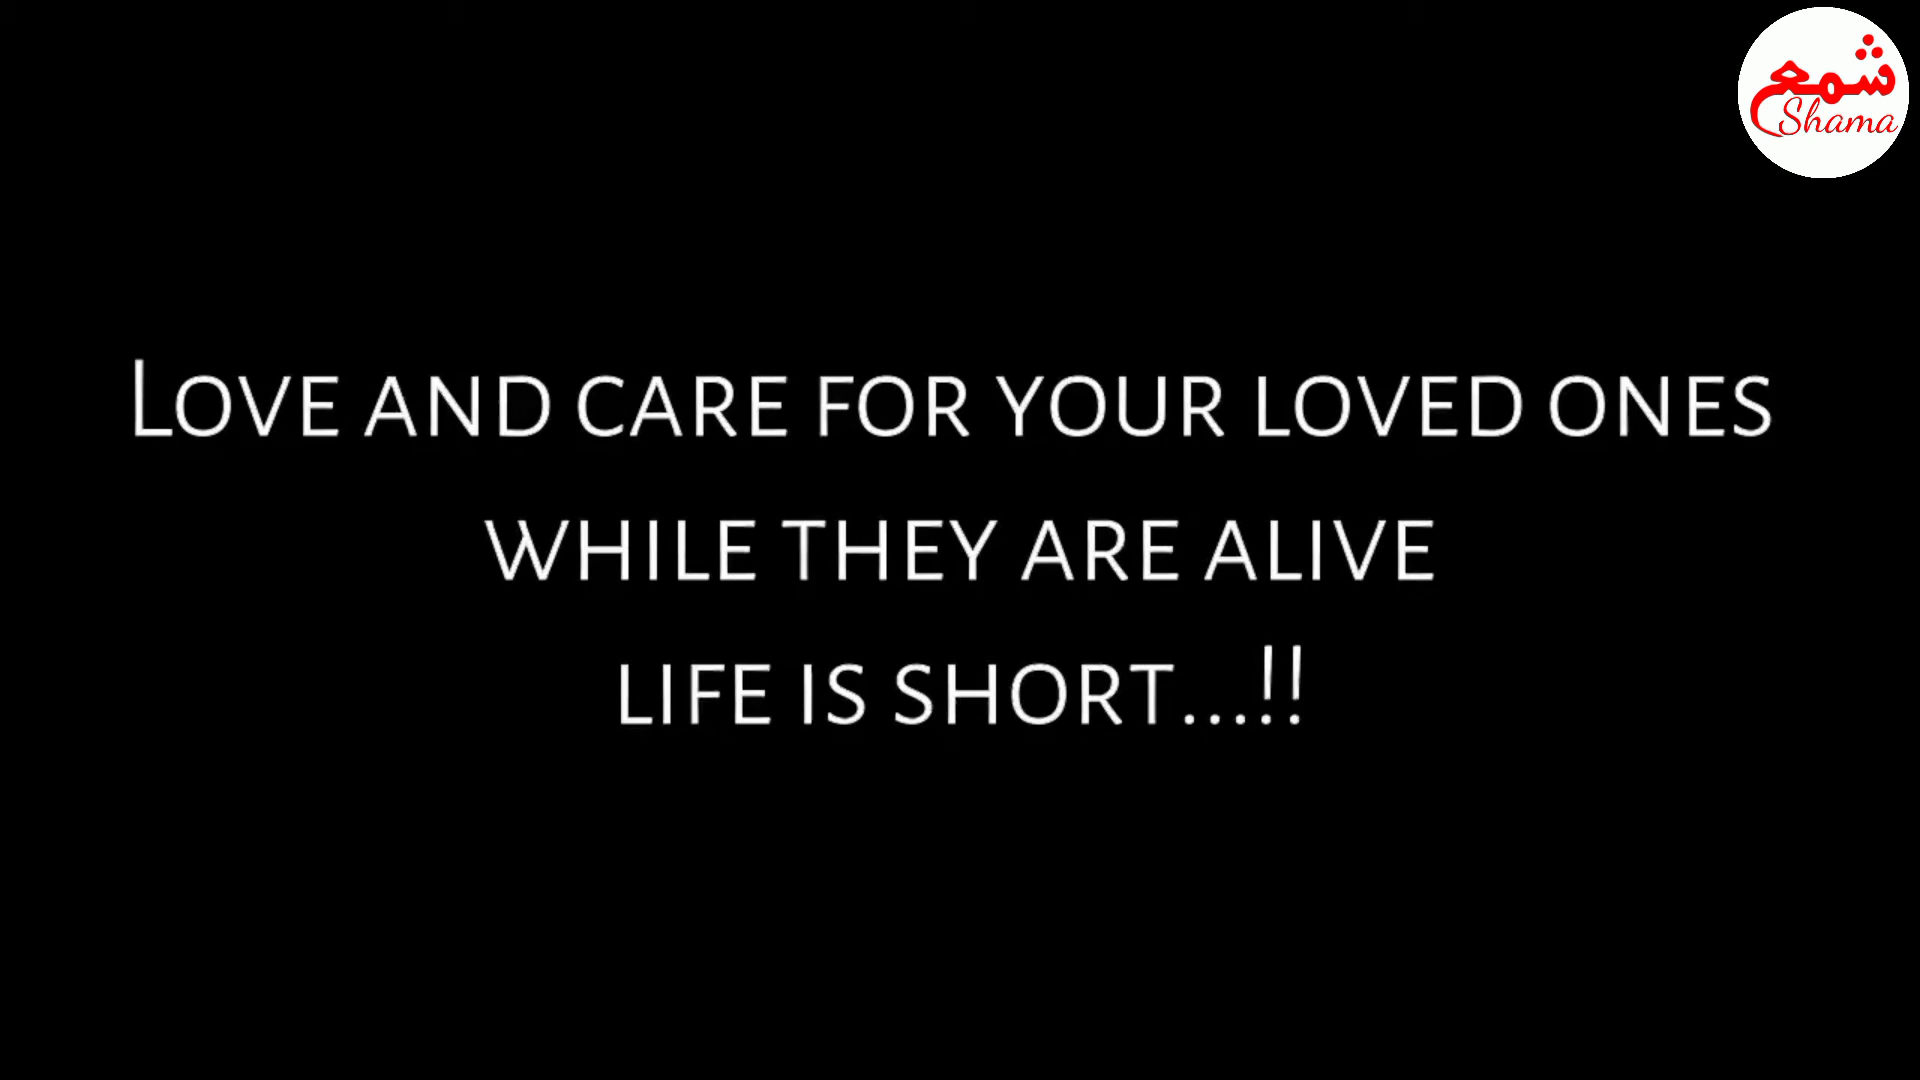 شمع
Shama
Love and care for your loved ones
while they are alive
life is short...!!